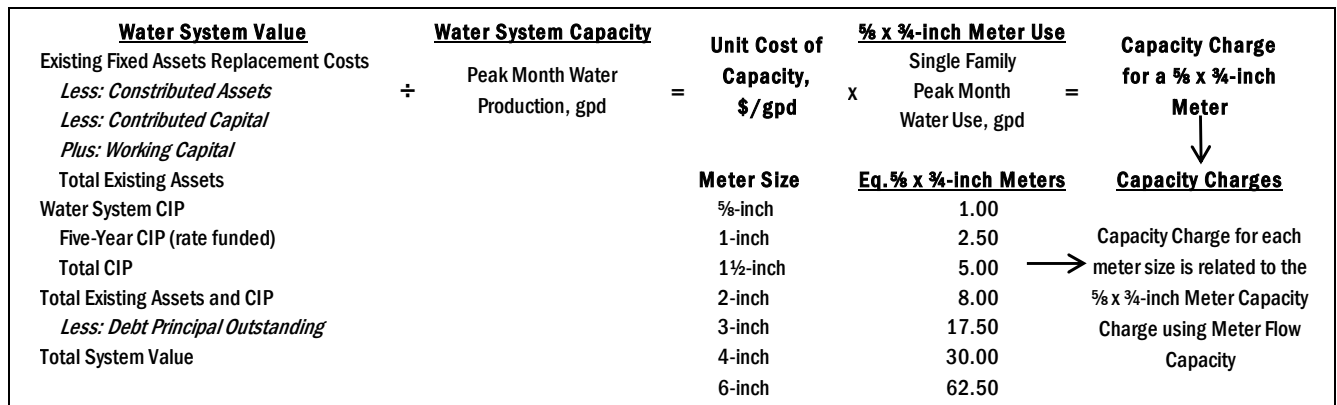 Water System Value
Existing Fixed Assets Replacement Costs
Less: Constributed Assets
Less: Contributed Capital
Plus: Working Capital
Total Existing Assets
Water System CIP
Five-Year CIP (rate funded)
Total CIP
Total Existing Assets and CIP
Less: Debt Principal Outstanding
Total System Value
÷
Water System Capacity
Peak Month Water
Production, gpd
=
Unit Cost of
Capacity,
$/gpd
x
⅝ x ¾-inch Meter Use
Single Family
Peak Month
Water Use, gpd
=
Capacity Charge
for a ⅝ x ¾-inch
Meter
Meter Size Eq.⅝ x ¾-inch Meters
⅝-inch 1.00
1-inch 2.50
1½-inch 5.00
2-inch 8.00
3-inch 17.50
4-inch 30.00
6-inch 62.50
Capacity Charges
Capacity Charge for each
meter size is related to the
⅝ x ¾-inch Meter Capacity
Charge using Meter Flow
Capacity